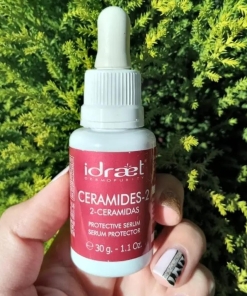 idraet
CERAMIDES-2
2-CERAMIDAS
PROTECTIVE SERUM
SERUM PROTECTOR
℮ 30 g. - 1.1 Oz.